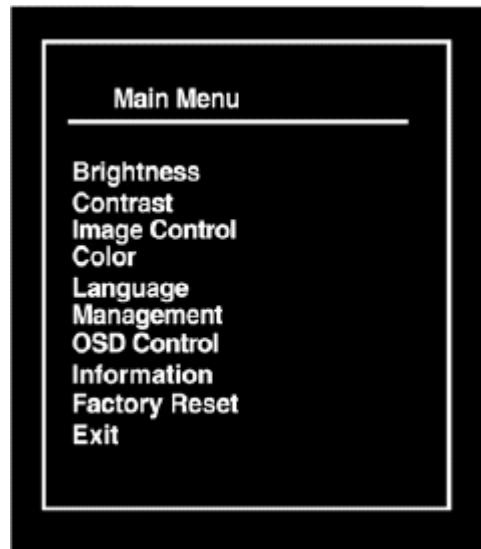 Main Menu
Brightness
Contrast
Image Control
Color
Language
Management
OSD Control
Information
Factory Reset
Exit